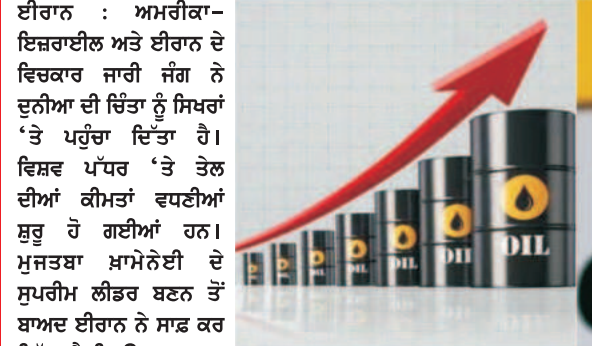 ਈਰਾਨ : ਅਮਰੀਕਾ–
ਇਜ਼ਰਾਈਲ ਅਤੇ ਈਰਾਨ ਦੇ
ਵਿਚਕਾਰ ਜਾਰੀ ਜੰਗ ਨੇ
ਦੁਨੀਆ ਦੀ ਚਿੰਤਾ ਨੂੰ ਸਿਖਰਾਂ
‘ਤੇ ਪਹੁੰਚਾ ਦਿੱਤਾ ਹੈ।
ਵਿਸ਼ਵ ਪੱਧਰ ‘ਤੇ ਤੇਲ
ਦੀਆਂ ਕੀਮਤਾਂ ਵਧਣੀਆਂ
ਸ਼ੁਰੂ ਹੋ ਗਈਆਂ ਹਨ।
ਮੁਜਤਬਾ ਖ਼ਾਮੇਨੇਈ ਦੇ
ਸੁਪਰੀਮ ਲੀਡਰ ਬਣਨ ਤੋਂ
ਬਾਅਦ ਈਰਾਨ ਨੇ ਸਾਫ਼ ਕਰ
OIL
OIL
OIL
OIL